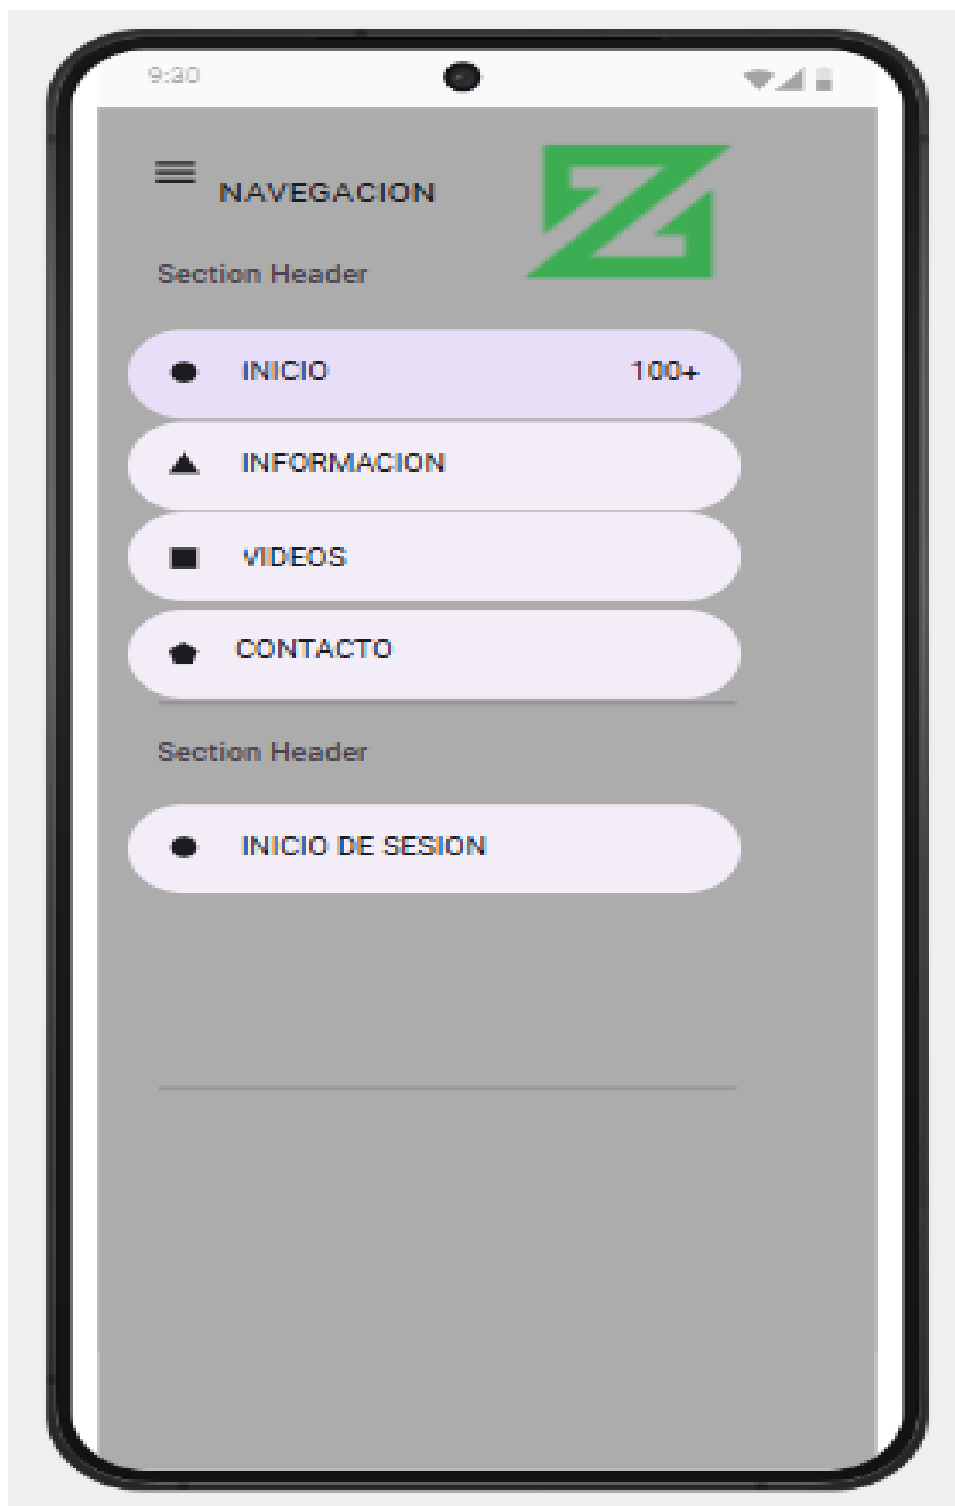 9:30
NAVEGACION
Section Header
INICIO 100+
INFORMACION
VIDEOS
CONTACTO
Section Header
INICIO DE SESION